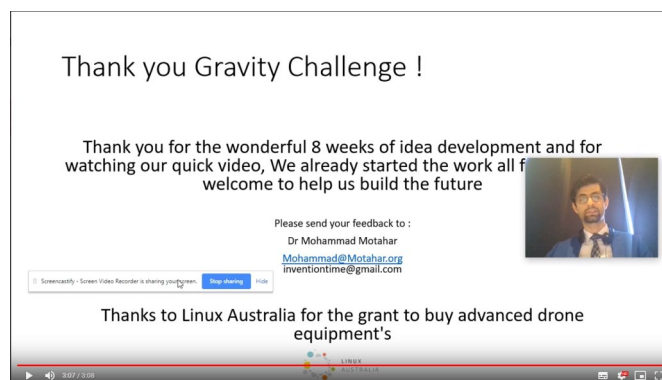 Thank you Gravity Challenge !
Thank you for the wonderful 8 weeks of idea development and for
watching our quick video, We already started the work all f
welcome to help us build the future
Please send your feedback to :
Dr Mohammad Motahar
Mohammad@Motahar.org
inventiontime@gmail.com
Screencastify - Screen Video Recorder is sharing your screen.
Stop sharing
Hide
Thanks to Linux Australia for the grant to buy advanced drone
equipment's
LINUX
AUSTRALIA
3:07 / 3:08